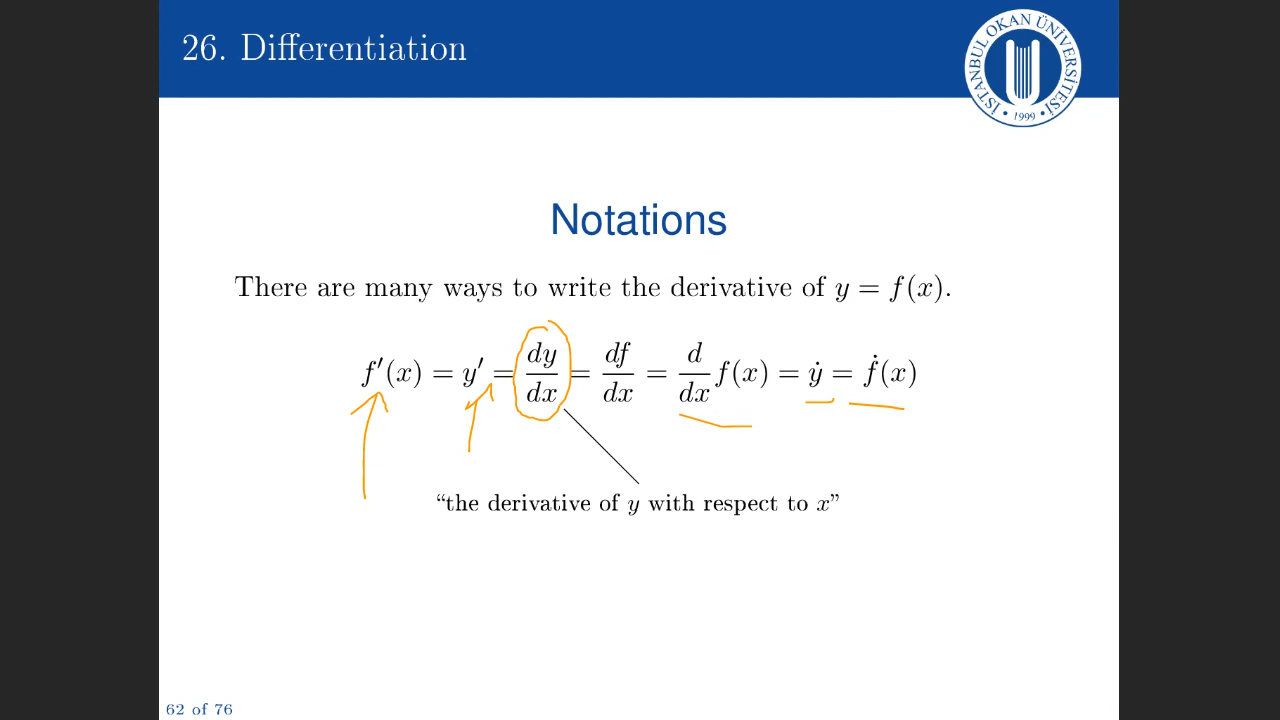 26. Differentiation
İSTANBUL OKAN ÜNİVERSİTESİ
• 1999 •
Notations
There are many ways to write the derivative of y = f(x).
f′(x) = y′ = dy/dx = df/dx = d/dx f(x) = ẏ = ḟ(x)
“the derivative of y with respect to x”
62 of 76